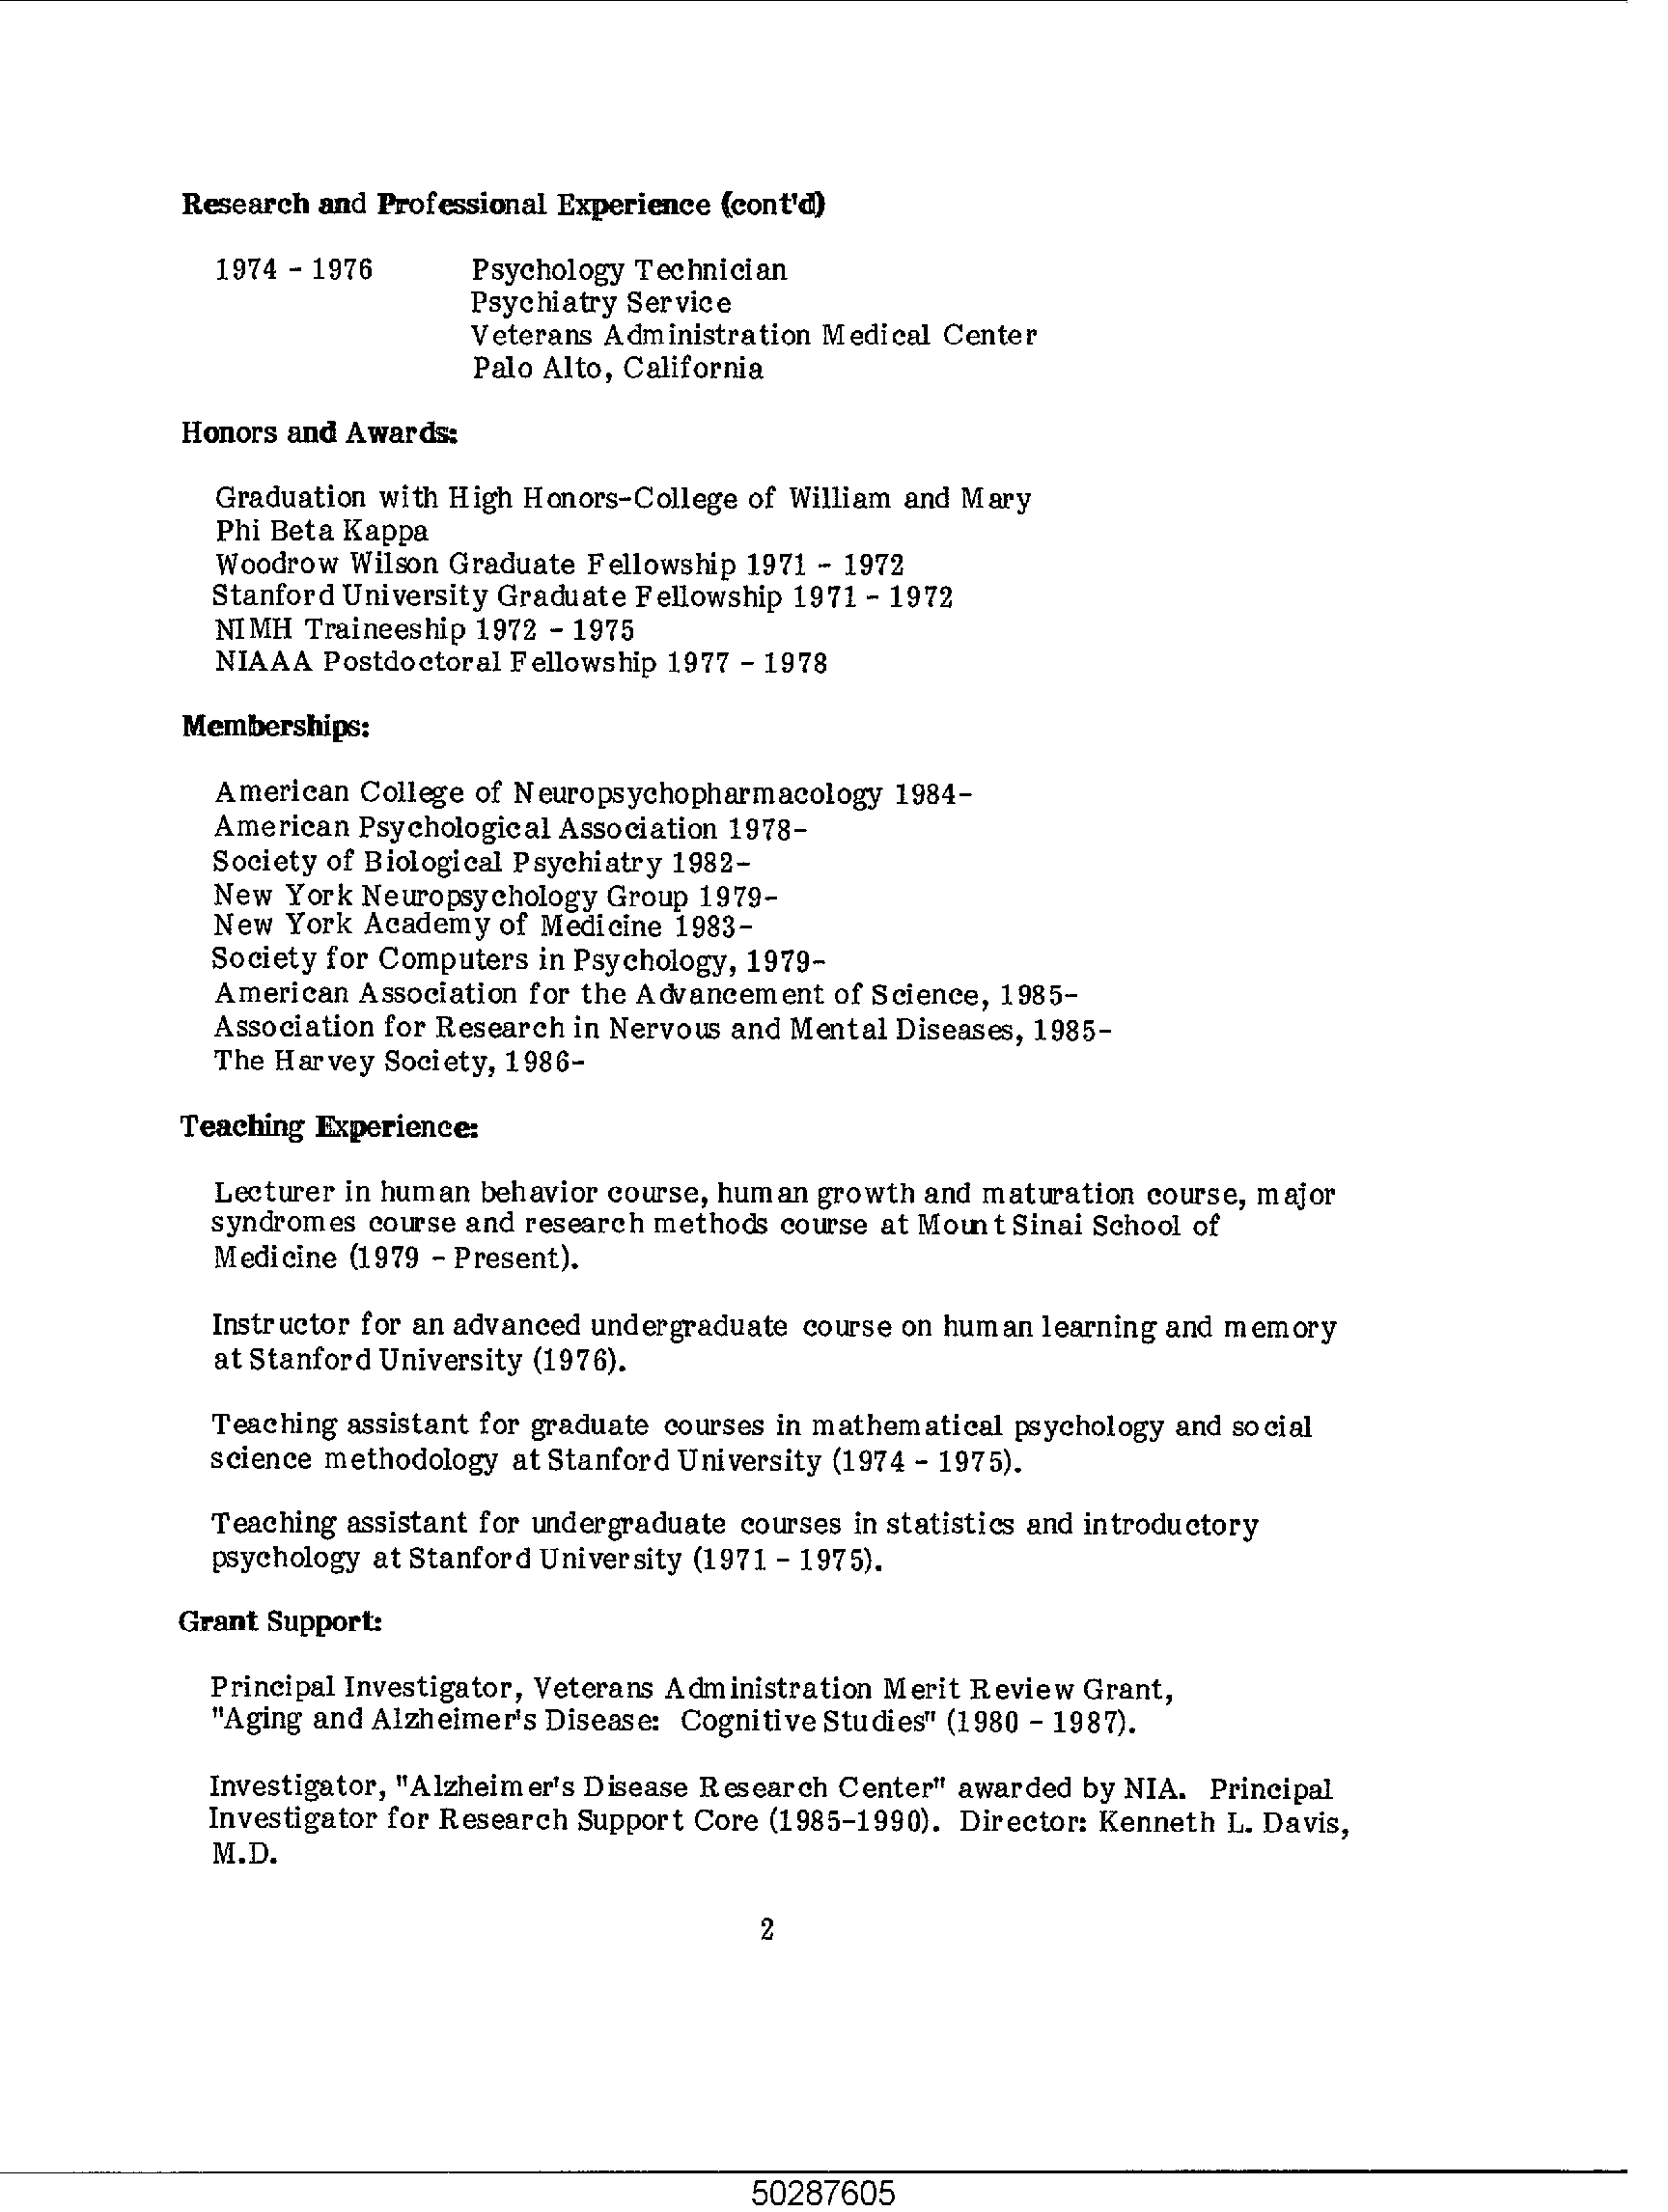 Research and Professional Experience (cont'd)
1974 - 1976 Psychology Technician
Psychiatry Service
Veterans Administration Medical Center
Palo Alto, California
Honors and Awards:
Graduation with High Honors-College of William and Mary
Phi Beta Kappa
Woodrow Wilson Graduate Fellowship 1971 - 1972
Stanford University Graduate Fellowship 1971 - 1972
NIMH Traineeship 1972 - 1975
NIAAA Postdoctoral Fellowship 1977 - 1978
Memberships:
American College of Neuropsychopharmacology 1984-
American Psychological Association 1978-
Society of Biological Psychiatry 1982-
New York Neuropsychology Group 1979-
New York Academy of Medicine 1983-
Society for Computers in Psychology, 1979-
American Association for the Advancement of Science, 1985-
Association for Research in Nervous and Mental Diseases, 1985-
The Harvey Society, 1986-
Teaching Experience:
Lecturer in human behavior course, human growth and maturation course, major
syndromes course and research methods course at Mount Sinai School of
Medicine (1979 - Present).
Instructor for an advanced undergraduate course on human learning and memory
at Stanford University (1976).
Teaching assistant for graduate courses in mathematical psychology and social
science methodology at Stanford University (1974 - 1975).
Teaching assistant for undergraduate courses in statistics and introductory
psychology at Stanford University (1971 - 1975).
Grant Support:
Principal Investigator, Veterans Administration Merit Review Grant,
"Aging and Alzheimer's Disease: Cognitive Studies" (1980 - 1987).
Investigator, "Alzheimer's Disease Research Center" awarded by NIA. Principal
Investigator for Research Support Core (1985-1990). Director: Kenneth L. Davis,
M.D.
2
50287605